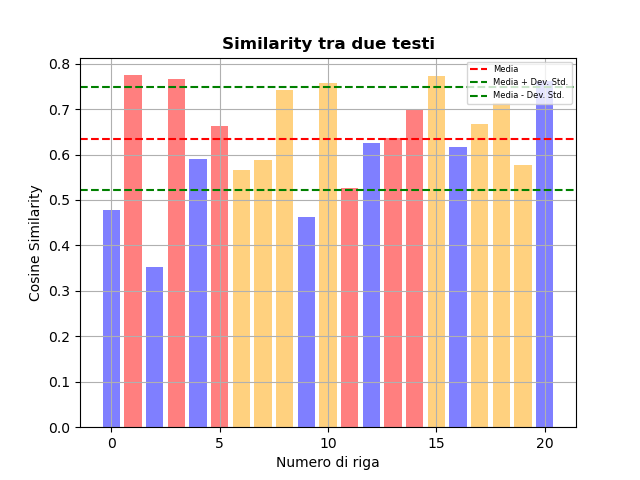 Similarity tra due testi
Media
Media + Dev. Std.
Media - Dev. Std.
0.8
0.7
0.6
0.5
0.4
0.3
0.2
0.1
0.0
Cosine Similarity
0 5 10 15 20
Numero di riga